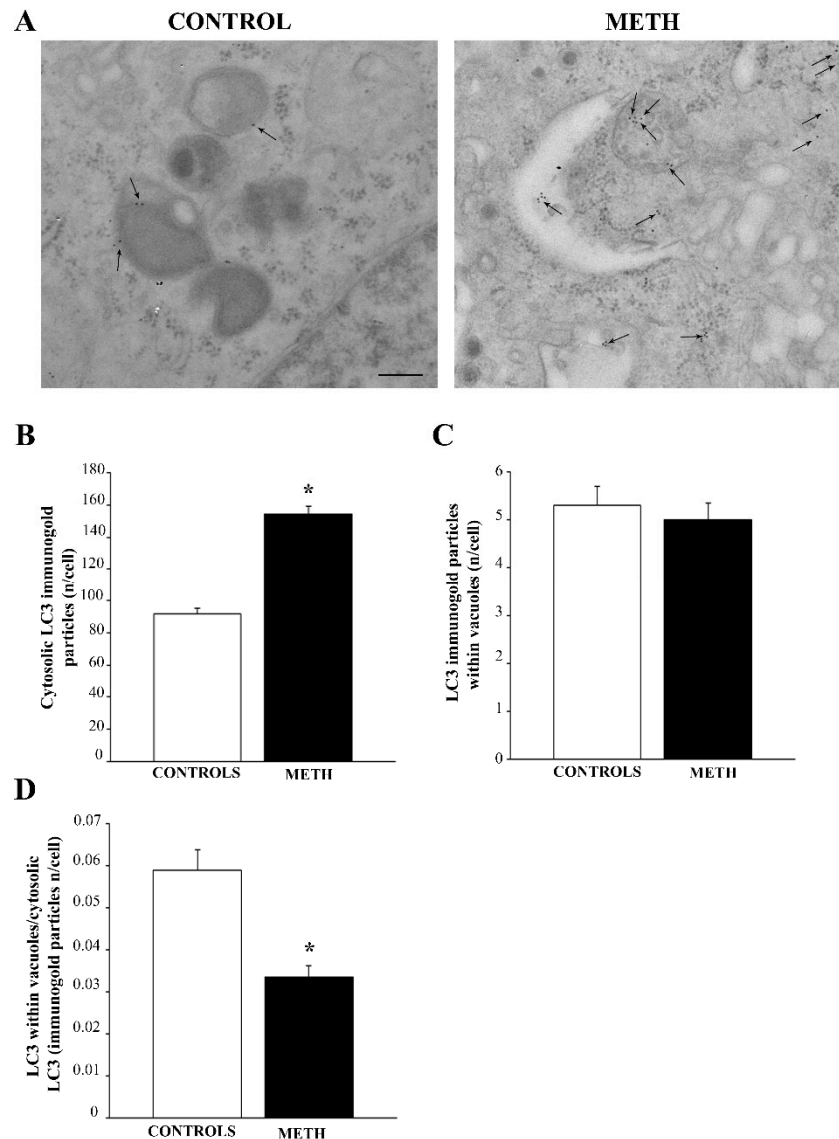 A
CONTROL
METH
B
Cytosolic LC3 immunogold
particles (n/cell)
180
160
140
120
100
80
60
40
20
0
*
CONTROLS
METH
C
LC3 immunogold particles
within vacuoles (n/cell)
6
5
4
3
2
1
0
CONTROLS
METH
D
LC3 within vacuoles/cytosolic
LC3 (immunogold particles n/cell)
0.07
0.06
0.05
0.04
0.03
0.02
0.01
0
*
CONTROLS
METH